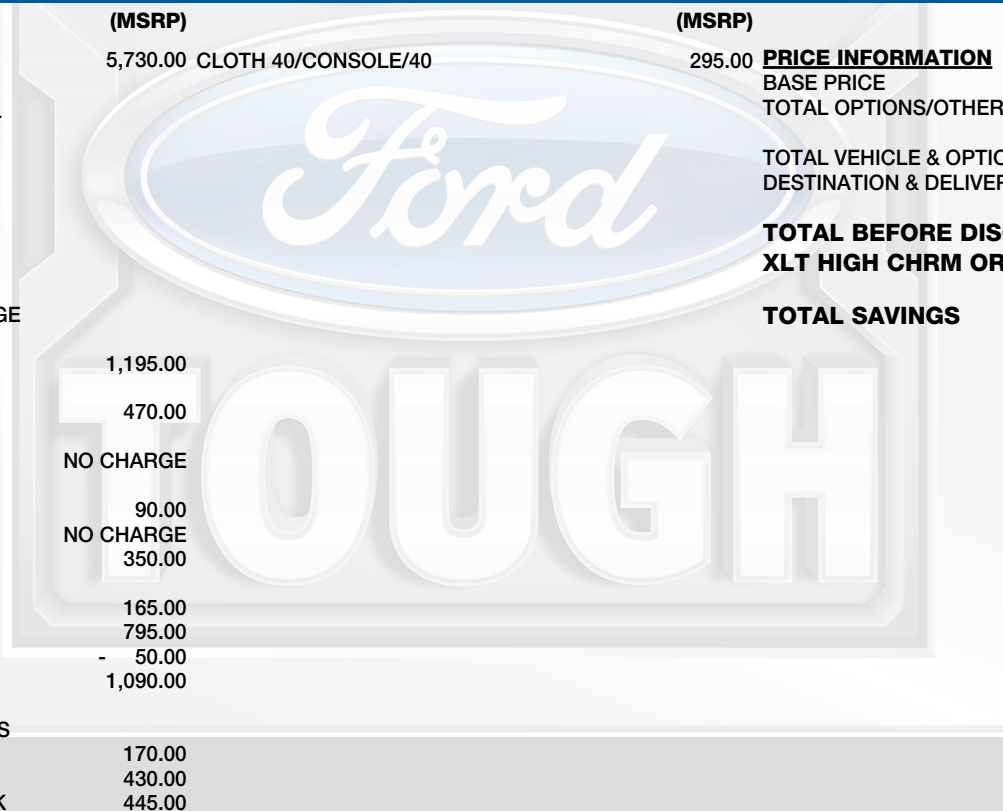 (MSRP) (MSRP)
5,730.00 CLOTH 40/CONSOLE/40 295.00 PRICE INFORMATION
BASE PRICE
TOTAL OPTIONS/OTHER
TOTAL VEHICLE & OPTIO
DESTINATION & DELIVER
TOTAL BEFORE DIS
XLT HIGH CHRM OR
GE TOTAL SAVINGS
1,195.00
470.00
NO CHARGE
90.00
NO CHARGE
350.00
165.00
795.00
- 50.00
1,090.00
S
170.00
430.00
K 445.00
Ford
TOUGH